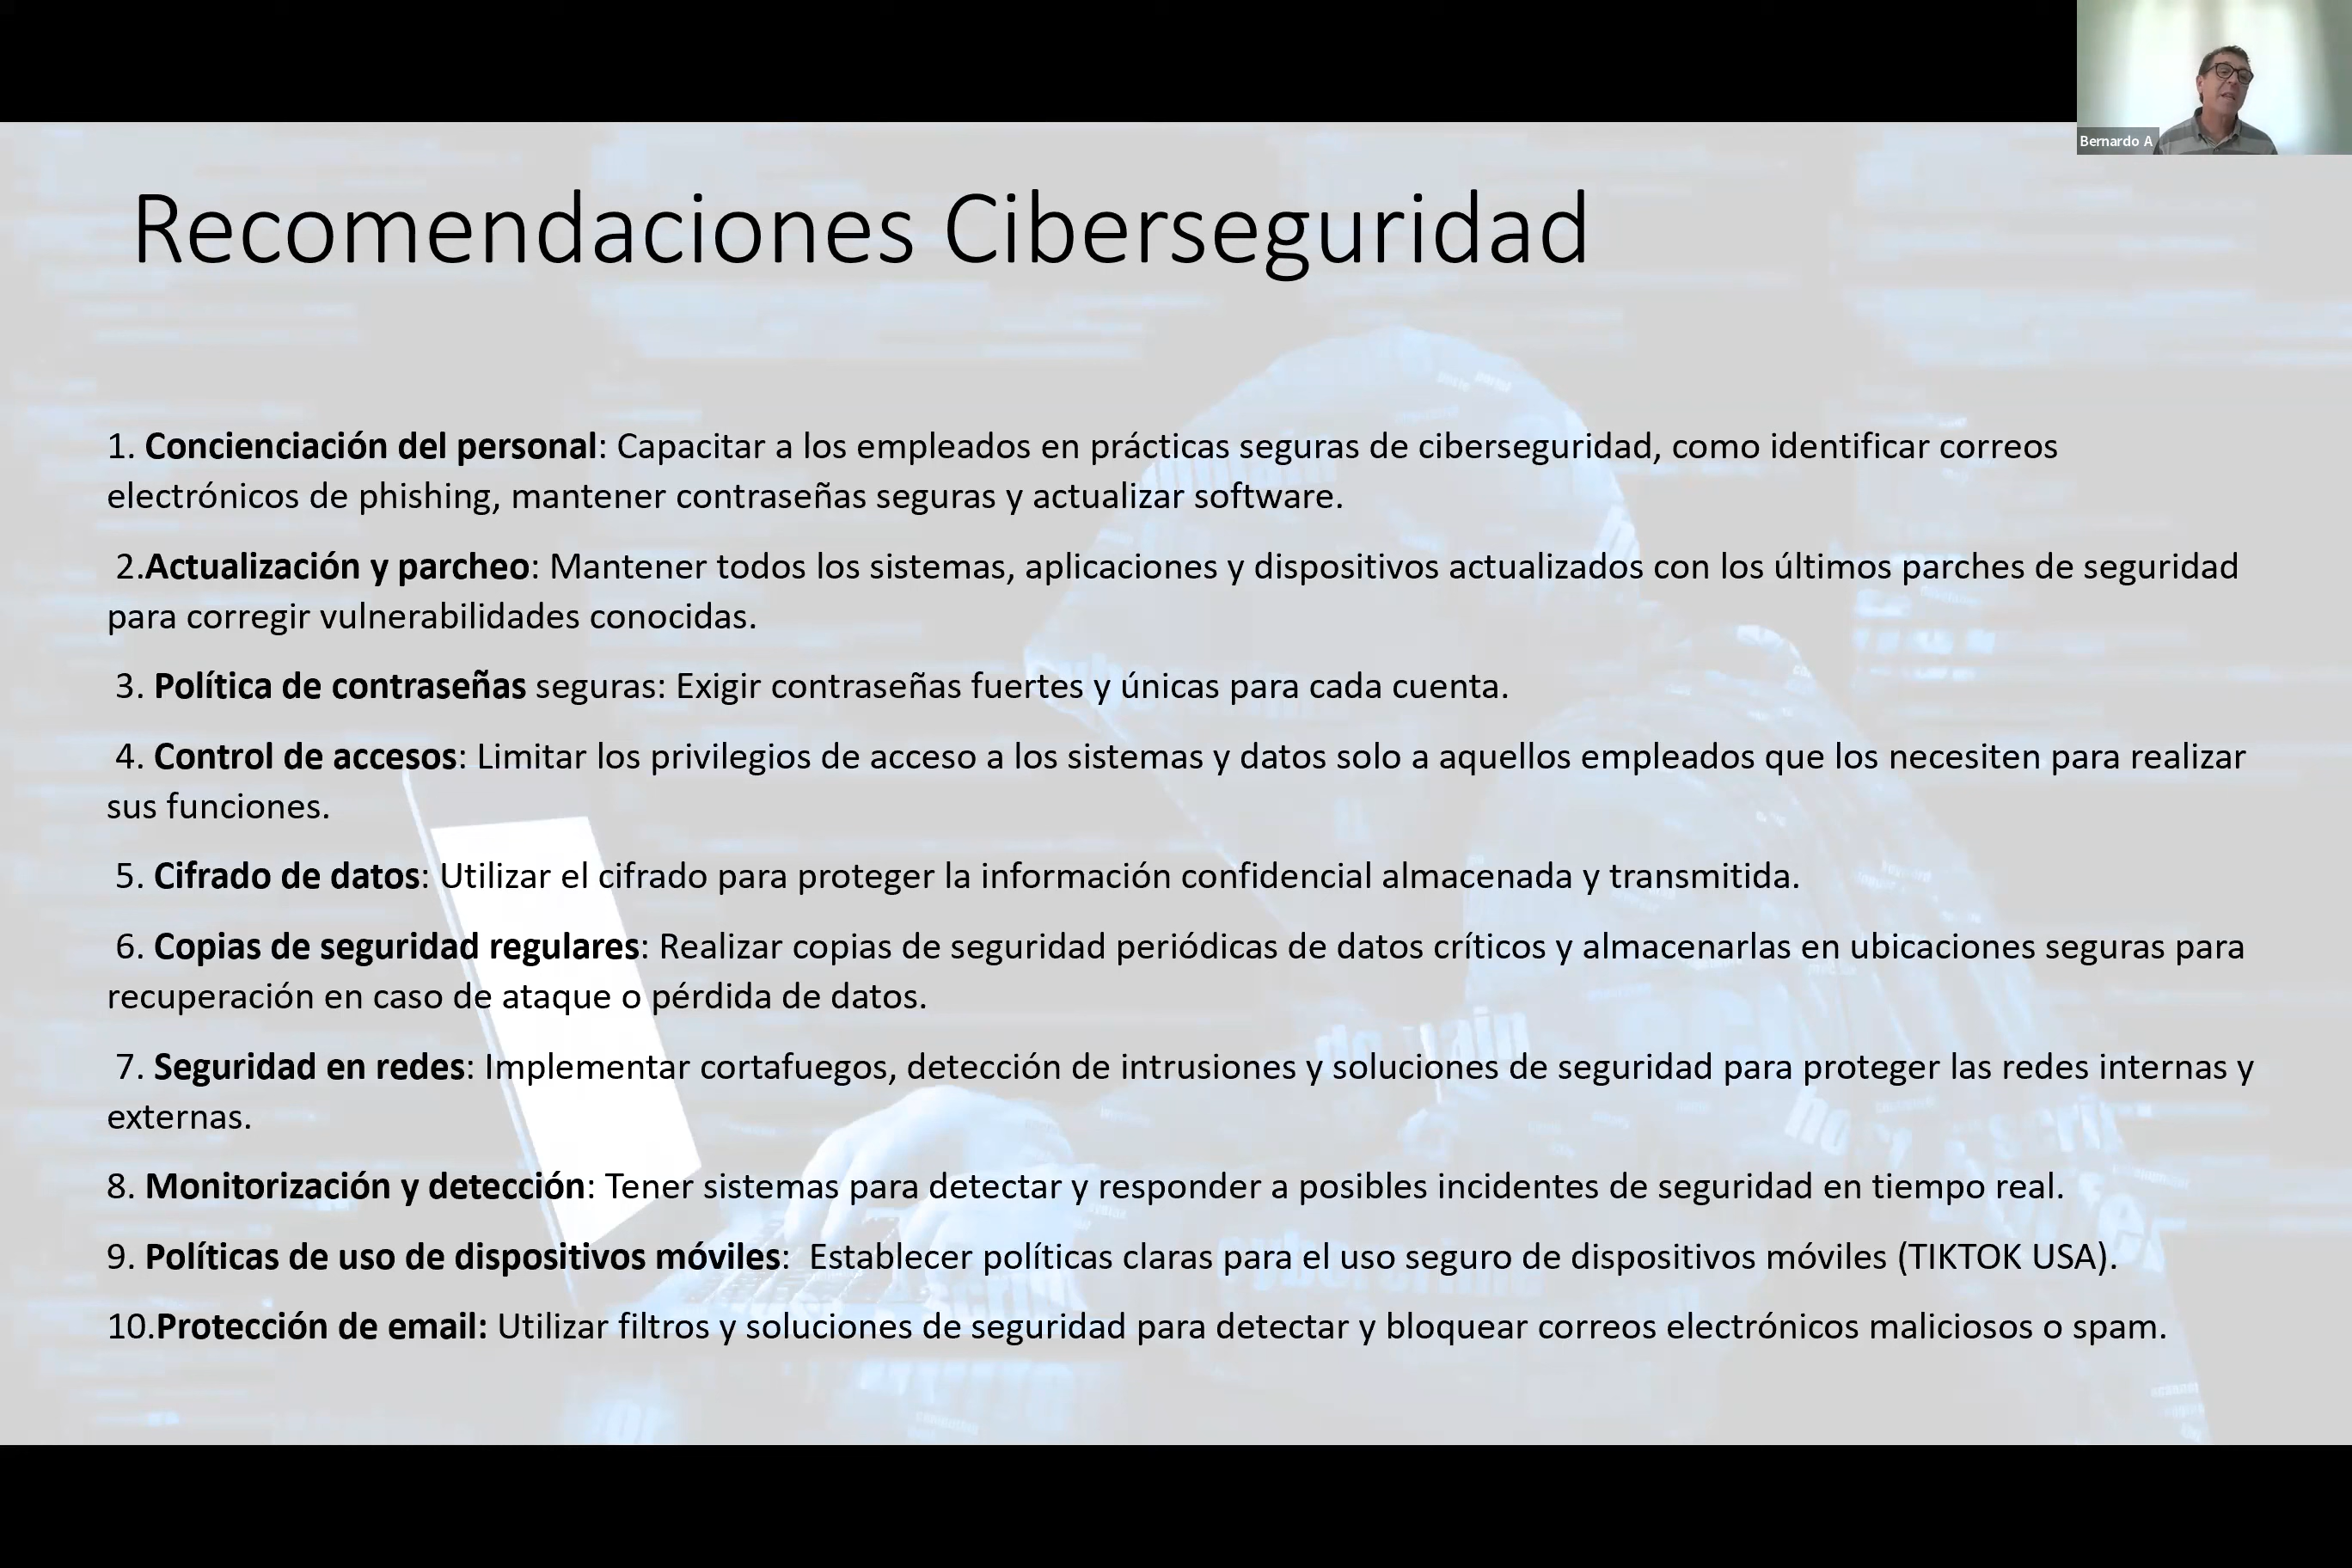 Bernardo A
Recomendaciones Ciberseguridad
1. Concienciación del personal: Capacitar a los empleados en prácticas seguras de ciberseguridad, como identificar correos
electrónicos de phishing, mantener contraseñas seguras y actualizar software.
2.Actualización y parcheo: Mantener todos los sistemas, aplicaciones y dispositivos actualizados con los últimos parches de seguridad
para corregir vulnerabilidades conocidas.
3. Política de contraseñas seguras: Exigir contraseñas fuertes y únicas para cada cuenta.
4. Control de accesos: Limitar los privilegios de acceso a los sistemas y datos solo a aquellos empleados que los necesiten para realizar
sus funciones.
5. Cifrado de datos: Utilizar el cifrado para proteger la información confidencial almacenada y transmitida.
6. Copias de seguridad regulares: Realizar copias de seguridad periódicas de datos críticos y almacenarlas en ubicaciones seguras para
recuperación en caso de ataque o pérdida de datos.
7. Seguridad en redes: Implementar cortafuegos, detección de intrusiones y soluciones de seguridad para proteger las redes internas y
externas.
8. Monitorización y detección: Tener sistemas para detectar y responder a posibles incidentes de seguridad en tiempo real.
9. Políticas de uso de dispositivos móviles:  Establecer políticas claras para el uso seguro de dispositivos móviles (TIKTOK USA).
10.Protección de email: Utilizar filtros y soluciones de seguridad para detectar y bloquear correos electrónicos maliciosos o spam.